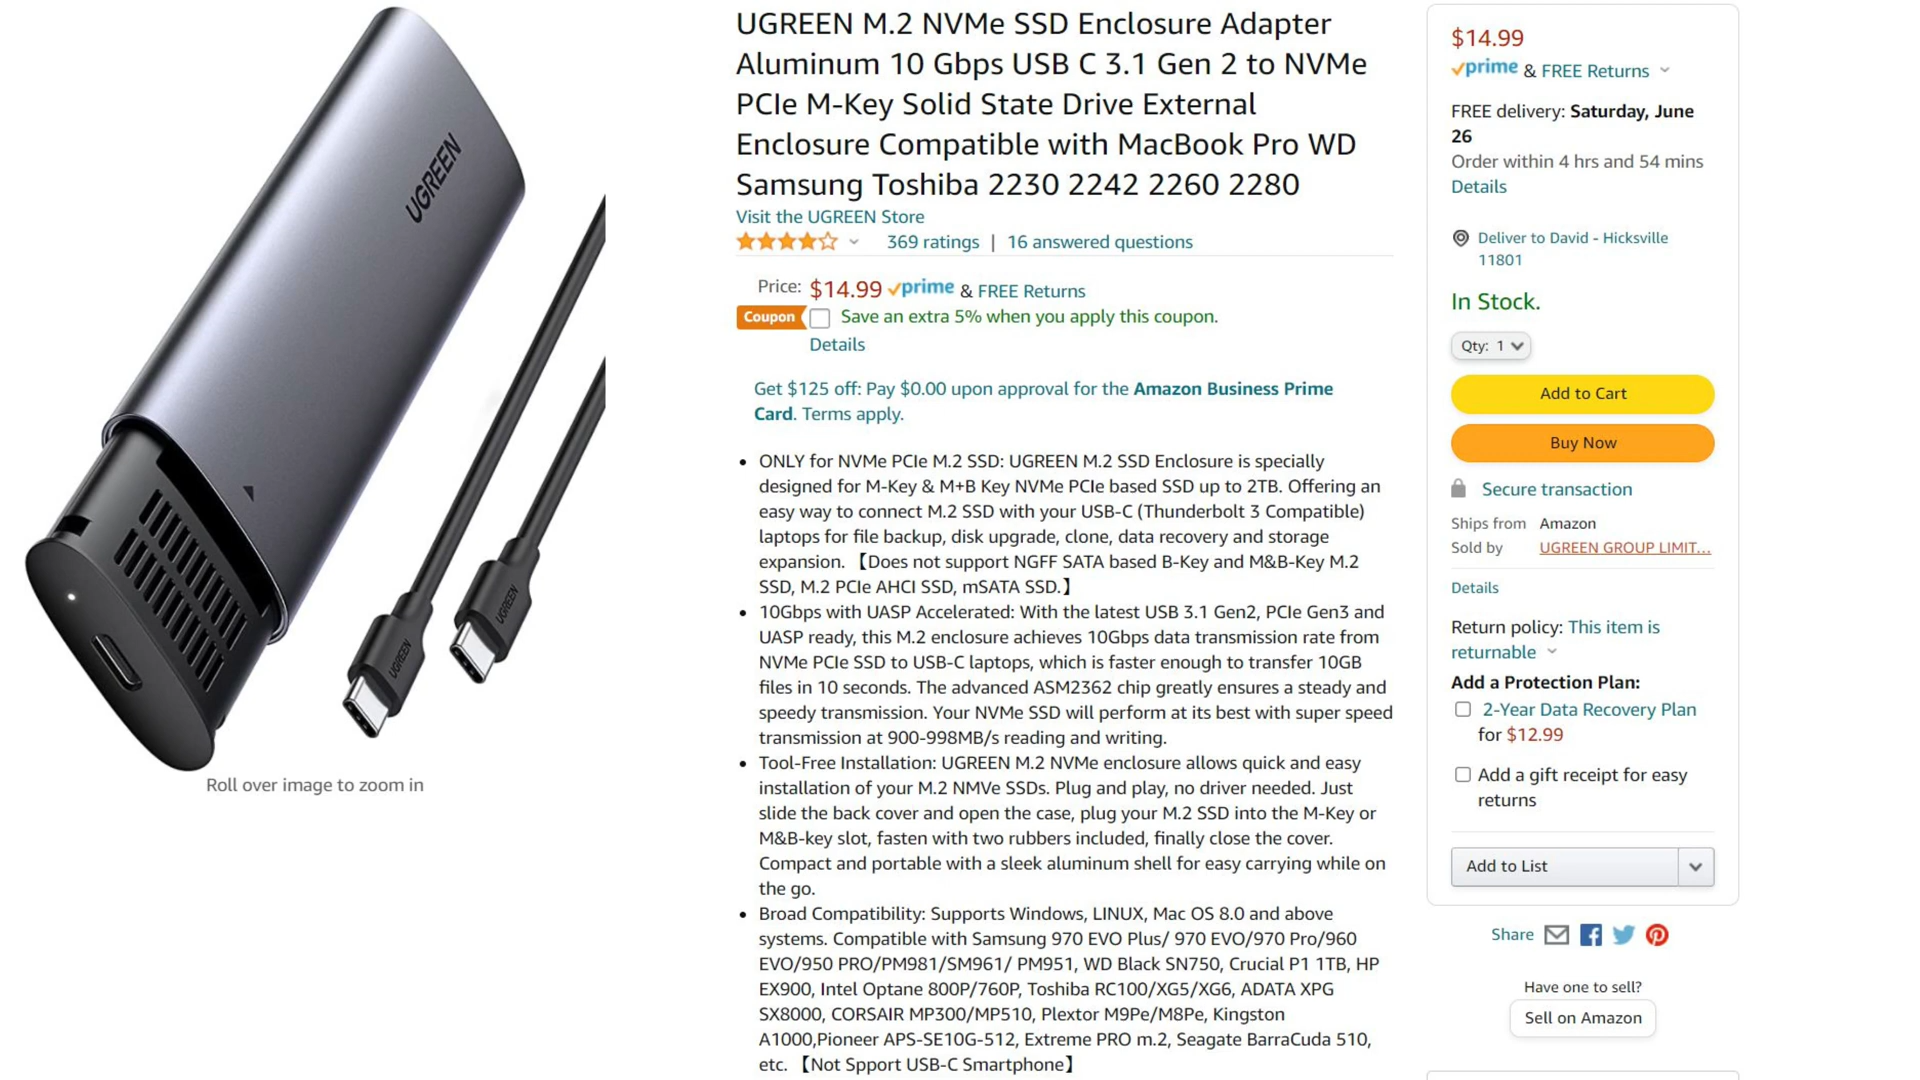 UGREEN
UGREEN
UGREEN
Roll over image to zoom in
UGREEN M.2 NVMe SSD Enclosure Adapter
Aluminum 10 Gbps USB C 3.1 Gen 2 to NVMe
PCIe M-Key Solid State Drive External
Enclosure Compatible with MacBook Pro WD
Samsung Toshiba 2230 2242 2260 2280
Visit the UGREEN Store
369 ratings | 16 answered questions
Price: $14.99 prime & FREE Returns
Coupon Save an extra 5% when you apply this coupon.
Details
Get $125 off: Pay $0.00 upon approval for the Amazon Business Prime
Card. Terms apply.
• ONLY for NVMe PCIe M.2 SSD: UGREEN M.2 SSD Enclosure is specially
designed for M-Key & M+B Key NVMe PCIe based SSD up to 2TB. Offering an
easy way to connect M.2 SSD with your USB-C (Thunderbolt 3 Compatible)
laptops for file backup, disk upgrade, clone, data recovery and storage
expansion. 【Does not support NGFF SATA based B-Key and M&B-Key M.2
SSD, M.2 PCIe AHCI SSD, mSATA SSD.】
• 10Gbps with UASP Accelerated: With the latest USB 3.1 Gen2, PCIe Gen3 and
UASP ready, this M.2 enclosure achieves 10Gbps data transmission rate from
NVMe PCIe SSD to USB-C laptops, which is faster enough to transfer 10GB
files in 10 seconds. The advanced ASM2362 chip greatly ensures a steady and
speedy transmission. Your NVMe SSD will perform at its best with super speed
transmission at 900-998MB/s reading and writing.
• Tool-Free Installation: UGREEN M.2 NVMe enclosure allows quick and easy
installation of your M.2 NMVe SSDs. Plug and play, no driver needed. Just
slide the back cover and open the case, plug your M.2 SSD into the M-Key or
M&B-key slot, fasten with two rubbers included, finally close the cover.
Compact and portable with a sleek aluminum shell for easy carrying while on
the go.
• Broad Compatibility: Supports Windows, LINUX, Mac OS 8.0 and above
systems. Compatible with Samsung 970 EVO Plus/ 970 EVO/970 Pro/960
EVO/950 PRO/PM981/SM961/ PM951, WD Black SN750, Crucial P1 1TB, HP
EX900, Intel Optane 800P/760P, Toshiba RC100/XG5/XG6, ADATA XPG
SX8000, CORSAIR MP300/MP510, Plextor M9Pe/M8Pe, Kingston
A1000,Pioneer APS-SE10G-512, Extreme PRO m.2, Seagate BarraCuda 510,
etc. 【Not Spport USB-C Smartphone】
$14.99
prime & FREE Returns
FREE delivery: Saturday, June
26
Order within 4 hrs and 54 mins
Details
Deliver to David - Hicksville
11801
In Stock.
Qty: 1
Add to Cart
Buy Now
Secure transaction
Ships from Amazon
Sold by UGREEN GROUP LIMIT...
Details
Return policy: This item is
returnable
Add a Protection Plan:
2-Year Data Recovery Plan
for $12.99
Add a gift receipt for easy
returns
Add to List
Share
Have one to sell?
Sell on Amazon